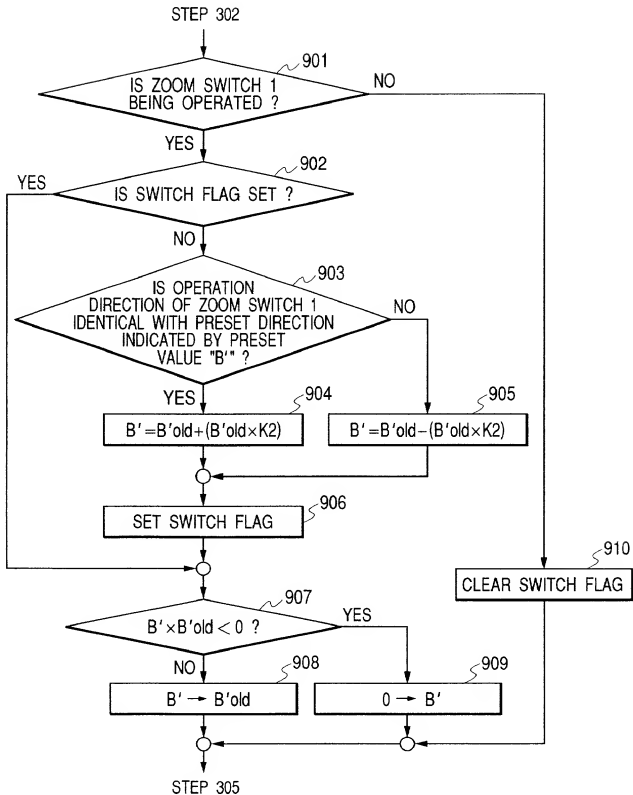 STEP 302
901
IS ZOOM SWITCH 1
BEING OPERATED ?
NO
YES
902
YES
IS SWITCH FLAG SET ?
NO
903
IS OPERATION
DIRECTION OF ZOOM SWITCH 1
IDENTICAL WITH PRESET DIRECTION
INDICATED BY PRESET
VALUE "B'" ?
NO
YES
904
905
B'=B'old+(B'old×K2)
B'=B'old−(B'old×K2)
906
SET SWITCH FLAG
910
CLEAR SWITCH FLAG
907
B'×B'old<0 ?
YES
NO
908
909
B' → B'old
0 → B'
STEP 305